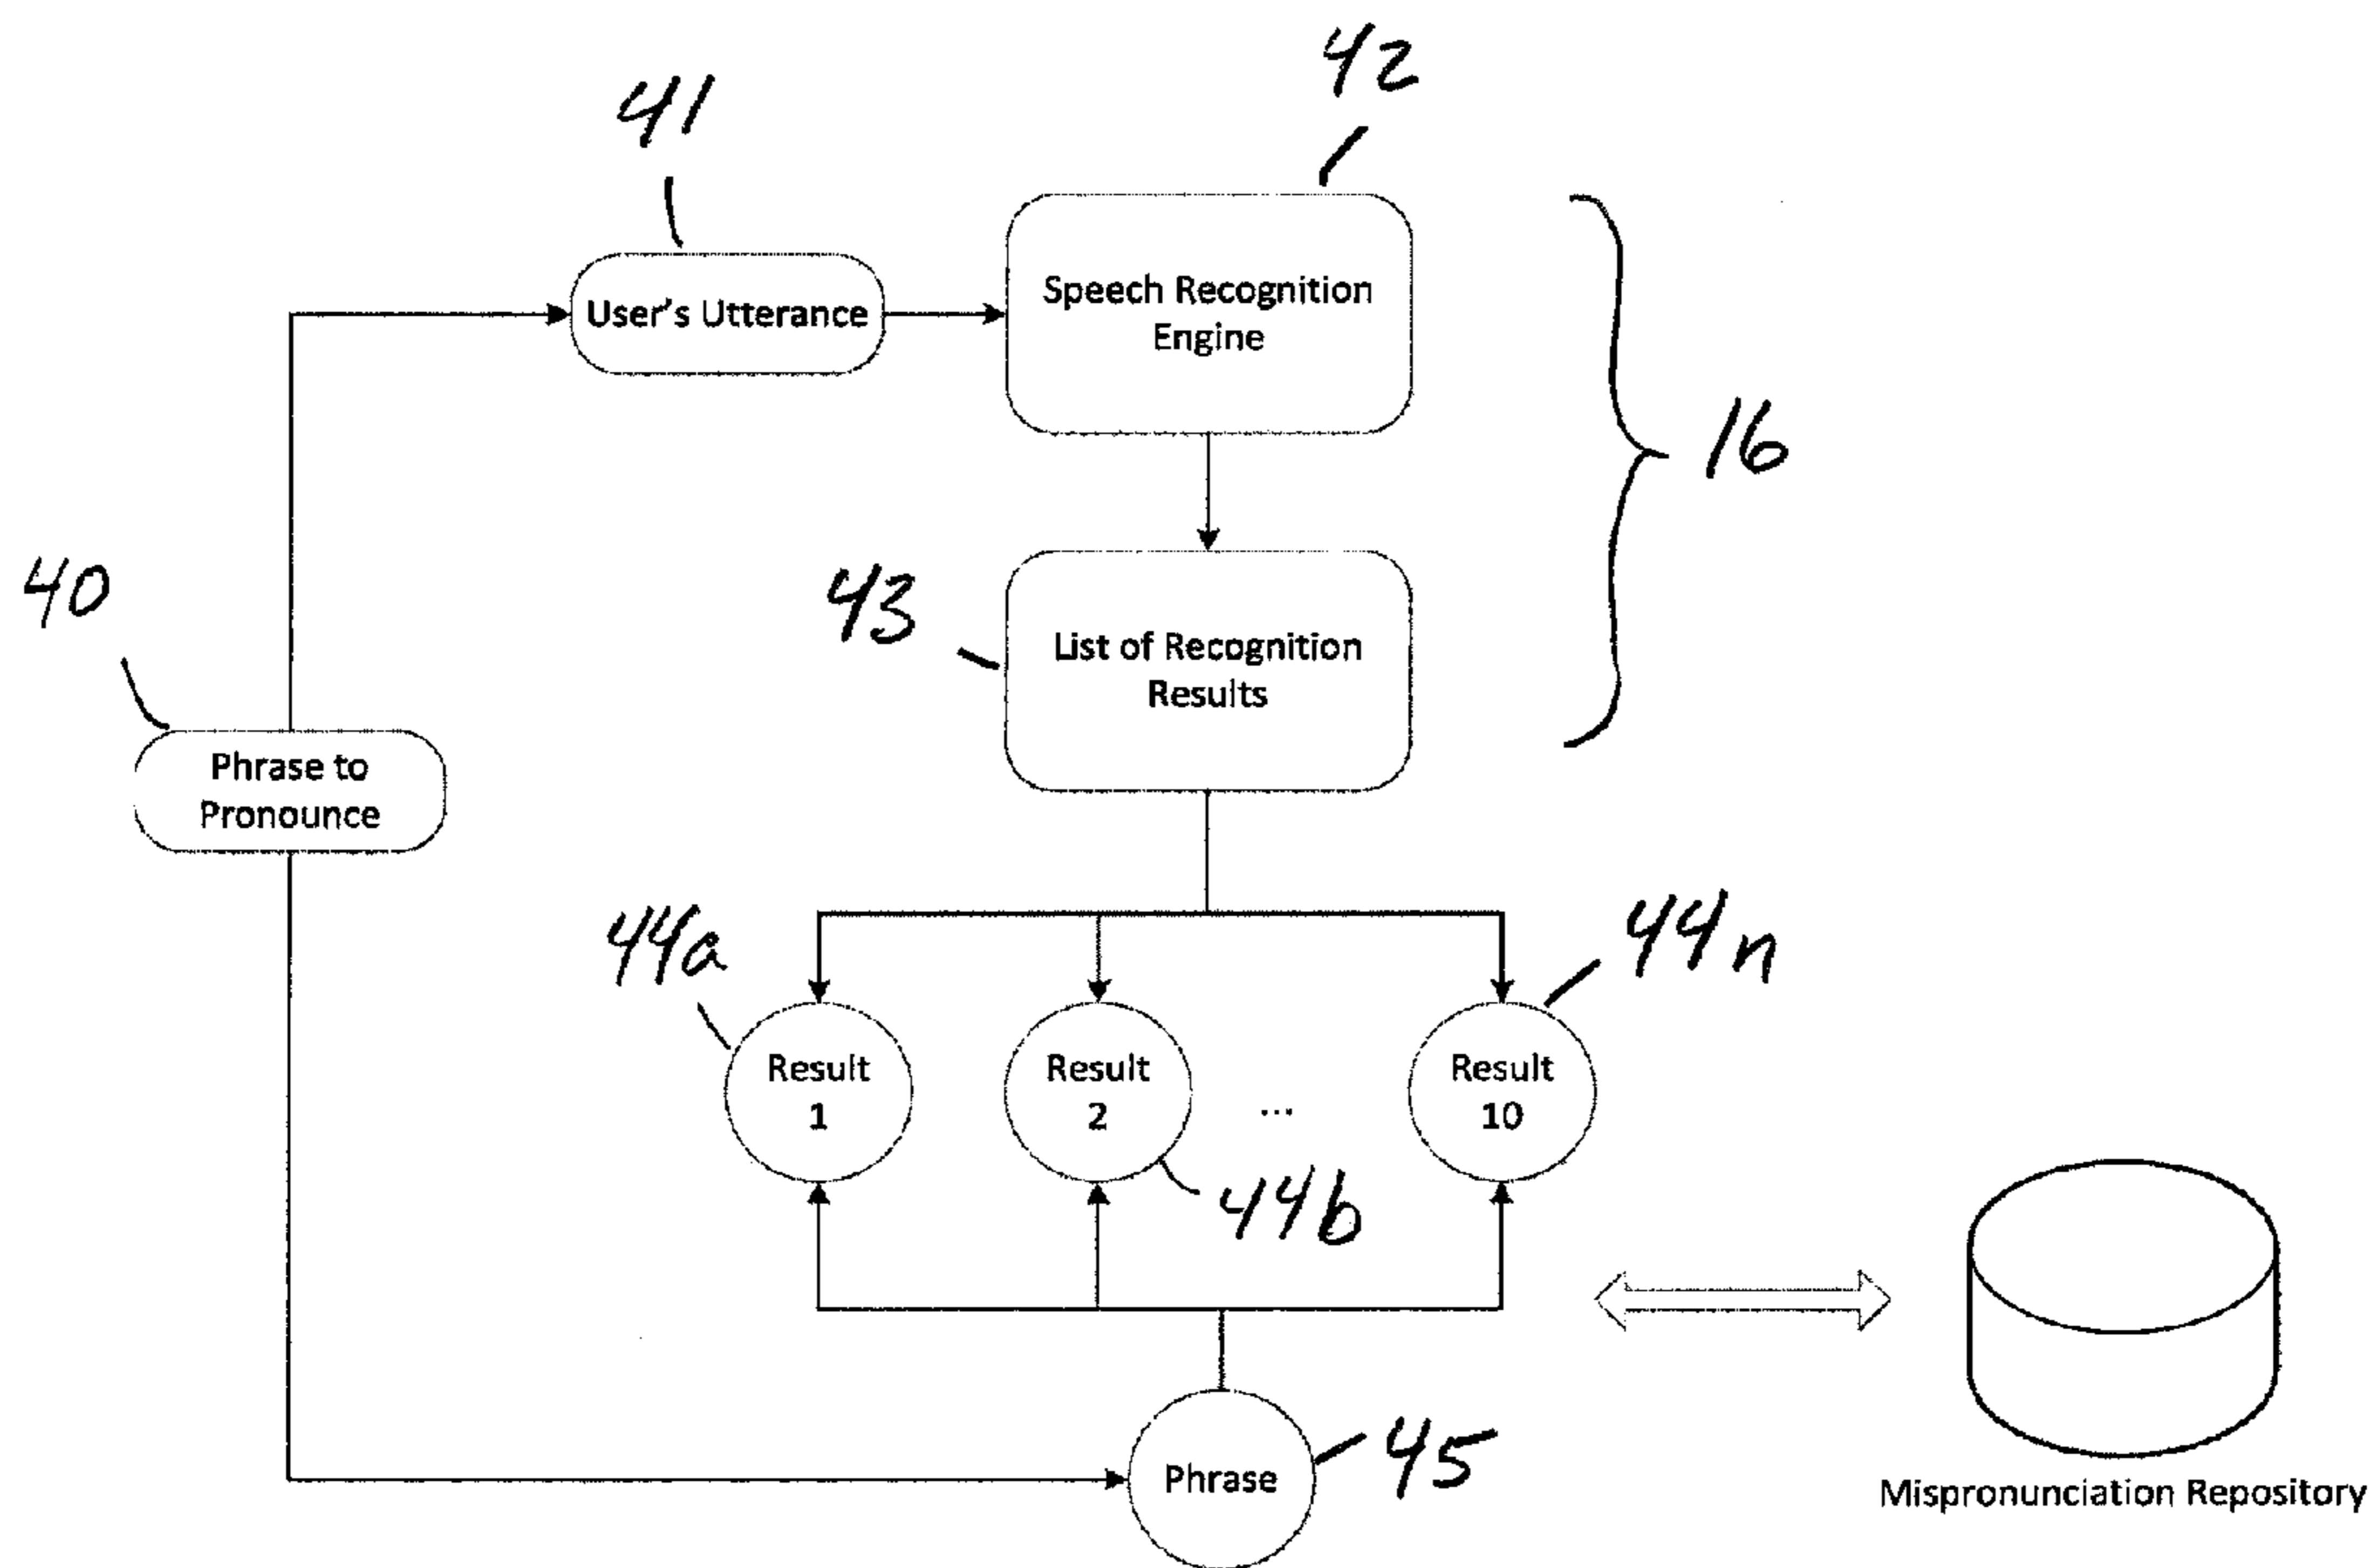 42
41
Speech Recognition
Engine
User's Utterance
16
40
43
List of Recognition
Results
Phrase to
Pronounce
44a
44n
Result
1
Result
2
...
Result
10
44b
45
Phrase
Mispronunciation Repository